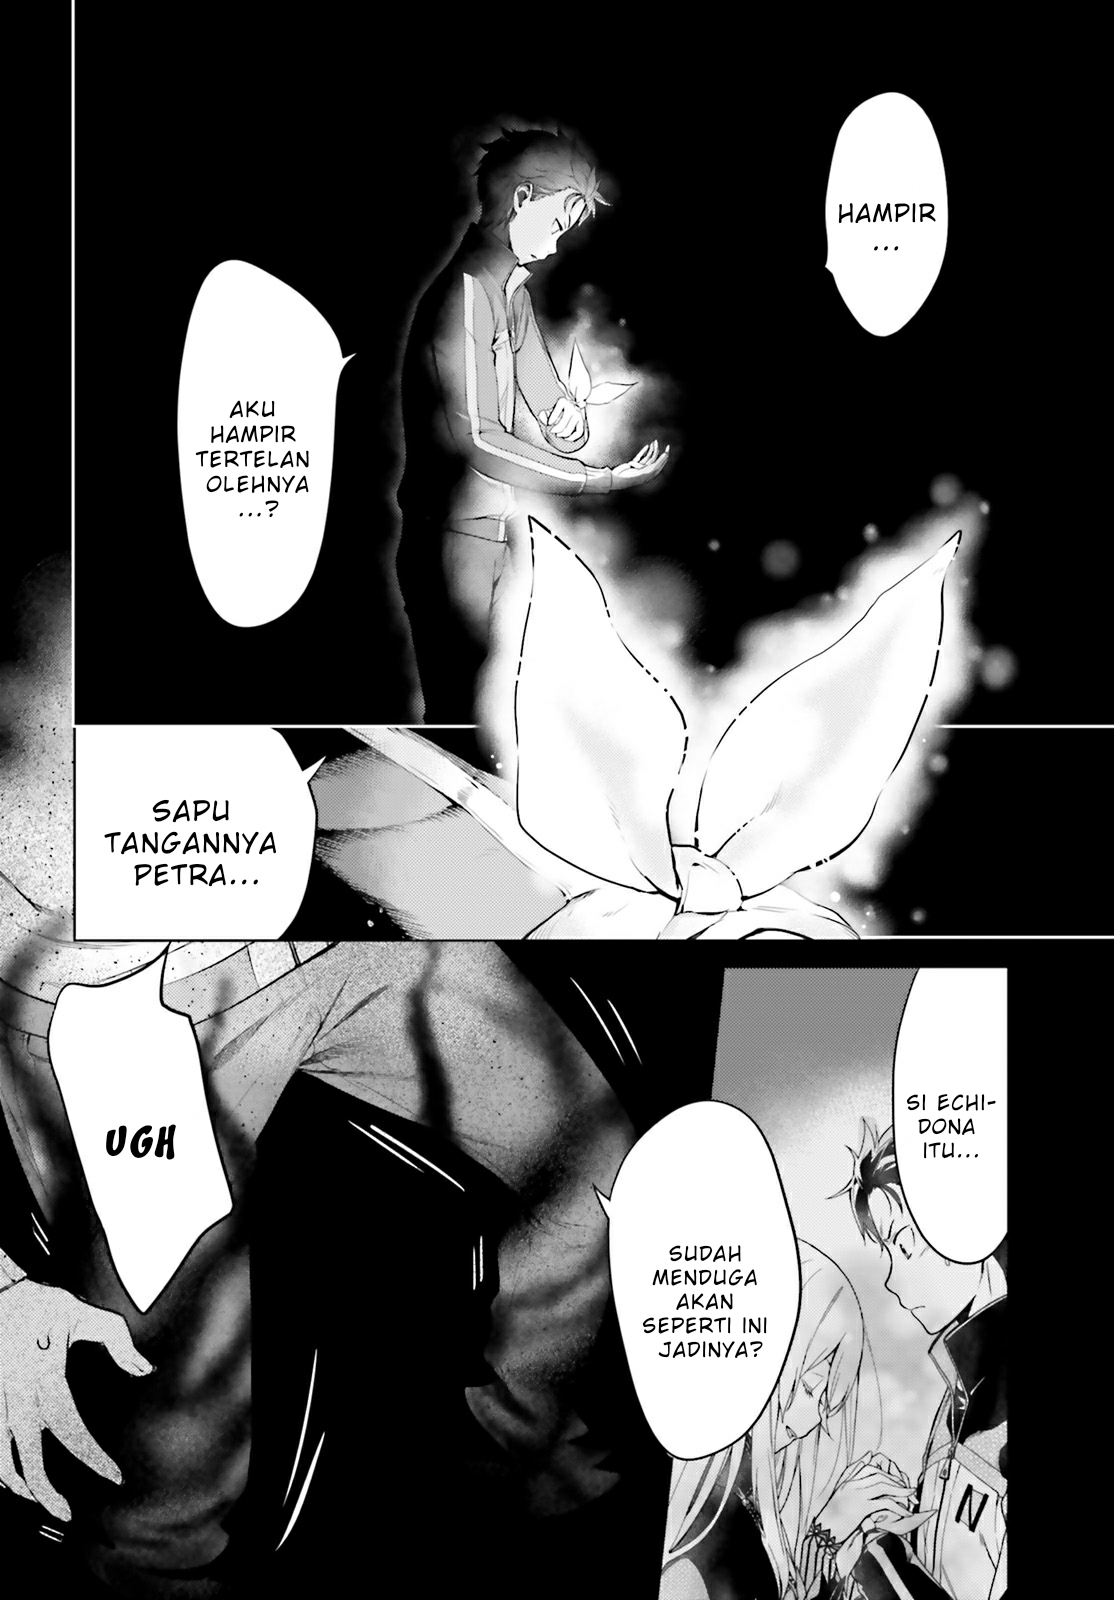 HAMPIR
...
AKU
HAMPIR
TERTELAN
OLEHNYA
...?
SAPU
TANGANNYA
PETRA...
SI ECHI-
DONA
ITU...
SUDAH
MENDUGA
AKAN
SEPERTI INI
JADINYA?
N
UGH